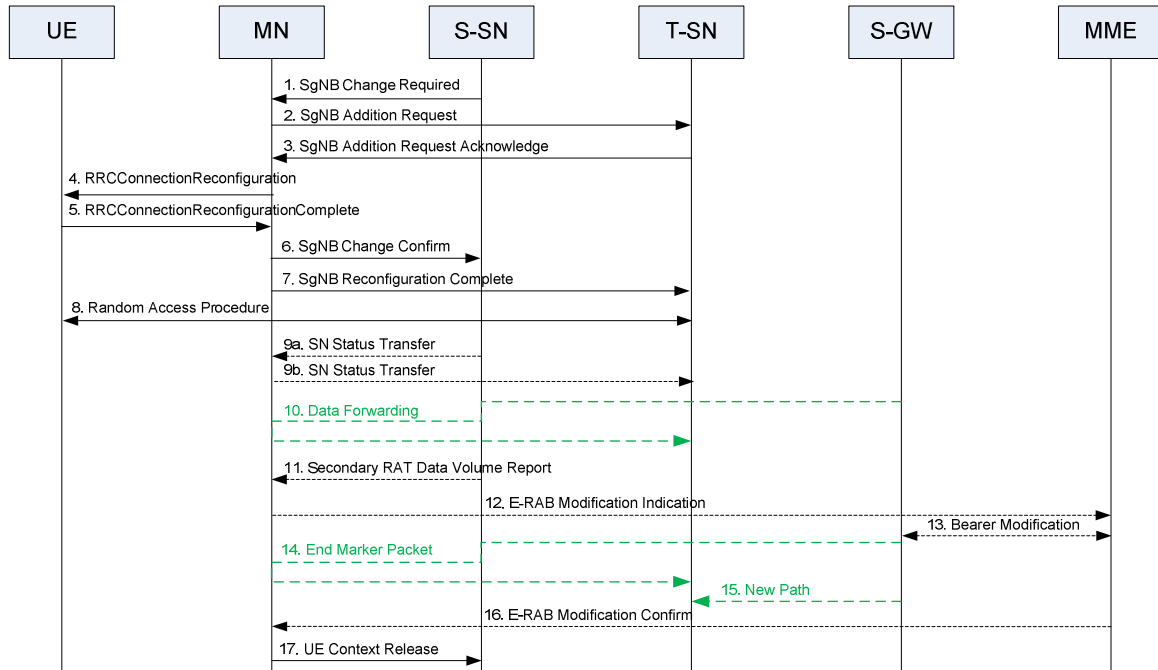 UE
MN
S-SN
T-SN
S-GW
MME
1. SgNB Change Required
2. SgNB Addition Request
3. SgNB Addition Request Acknowledge
4. RRCConnectionReconfiguration
5. RRCConnectionReconfigurationComplete
6. SgNB Change Confirm
7. SgNB Reconfiguration Complete
8. Random Access Procedure
9a. SN Status Transfer
9b. SN Status Transfer
10. Data Forwarding
11. Secondary RAT Data Volume Report
12. E-RAB Modification Indication
13. Bearer Modification
14. End Marker Packet
15. New Path
16. E-RAB Modification Confirm
17. UE Context Release